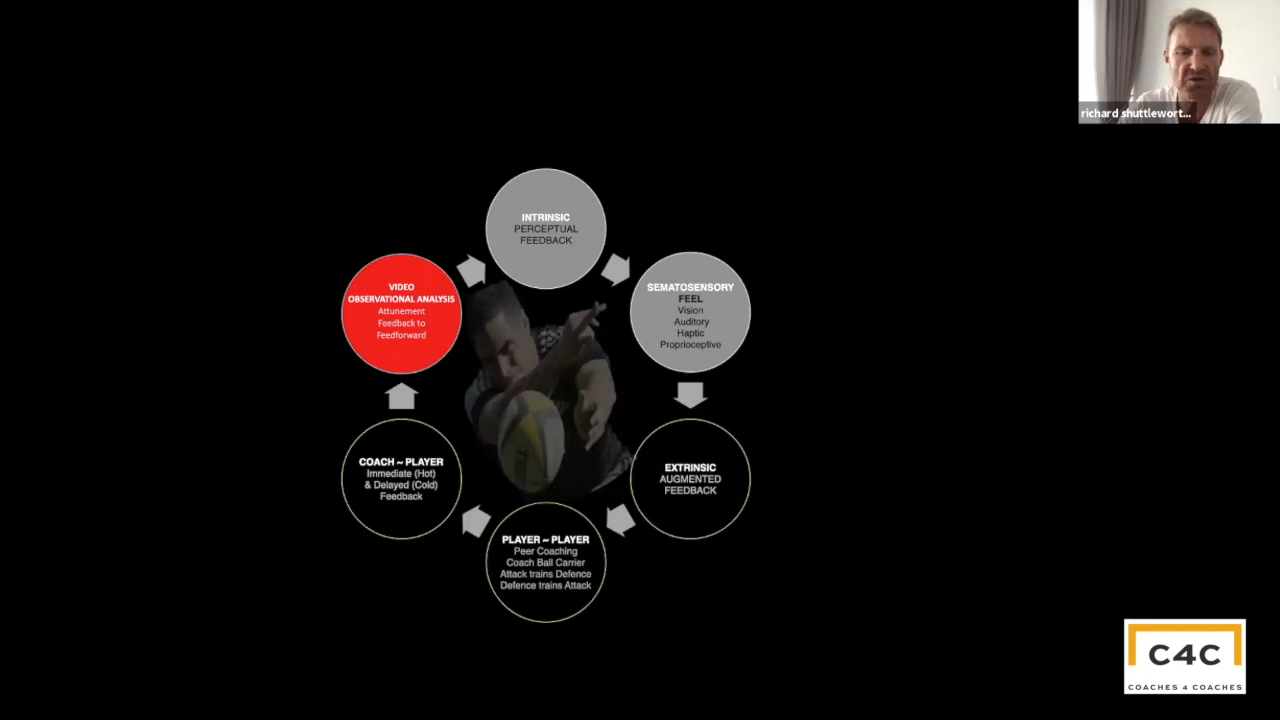 richard shuttlewort...
INTRINSIC
PERCEPTUAL
FEEDBACK
SEMATOSENSORY
FEEL
Vision
Auditory
Haptic
Proprioceptive
EXTRINSIC
AUGMENTED
FEEDBACK
PLAYER ~ PLAYER
Peer Coaching
Coach Ball Carrier
Attack trains Defence
Defence trains Attack
COACH ~ PLAYER
Immediate (Hot)
& Delayed (Cold)
Feedback
VIDEO
OBSERVATIONAL ANALYSIS
Attunement
Feedback to
Feedforward
C4C
COACHES 4 COACHES